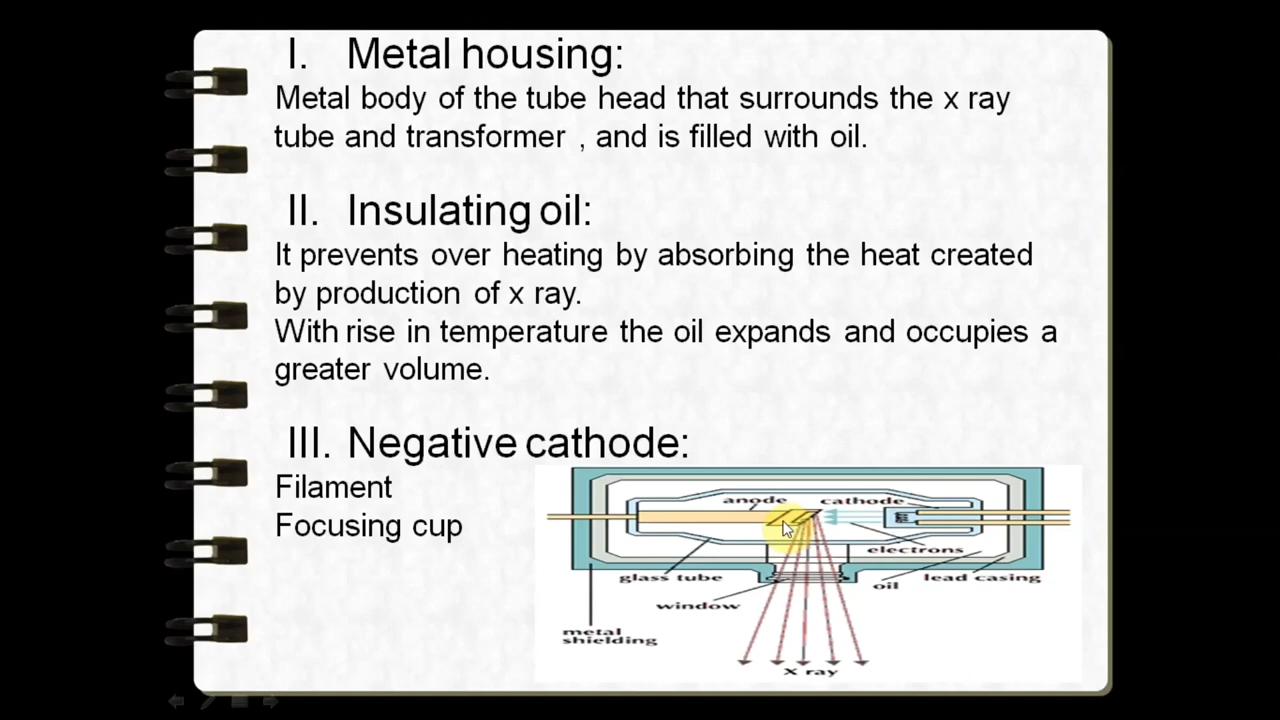 I. Metal housing:
Metal body of the tube head that surrounds the x ray
tube and transformer , and is filled with oil.
II. Insulating oil:
It prevents over heating by absorbing the heat created
by production of x ray.
With rise in temperature the oil expands and occupies a
greater volume.
III. Negative cathode:
Filament
Focusing cup
anode
cathode
electrons
glass tube
oil
lead casing
window
metal
shielding
X ray